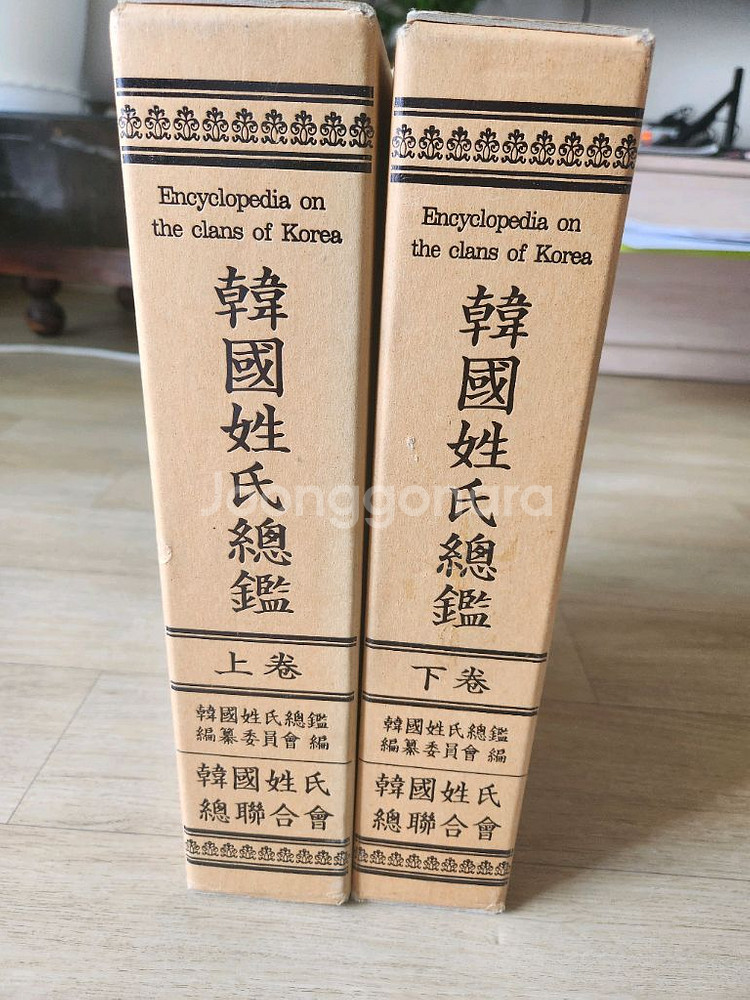 Encyclopedia on
the clans of Korea
韓國姓氏總鑑
上卷
韓國姓氏總鑑
編纂委員會 編
韓國姓氏
總聯合會
Encyclopedia on
the clans of Korea
韓國姓氏總鑑
下卷
韓國姓氏總鑑
編纂委員會 編
韓國姓氏
總聯合會
Joonggonara